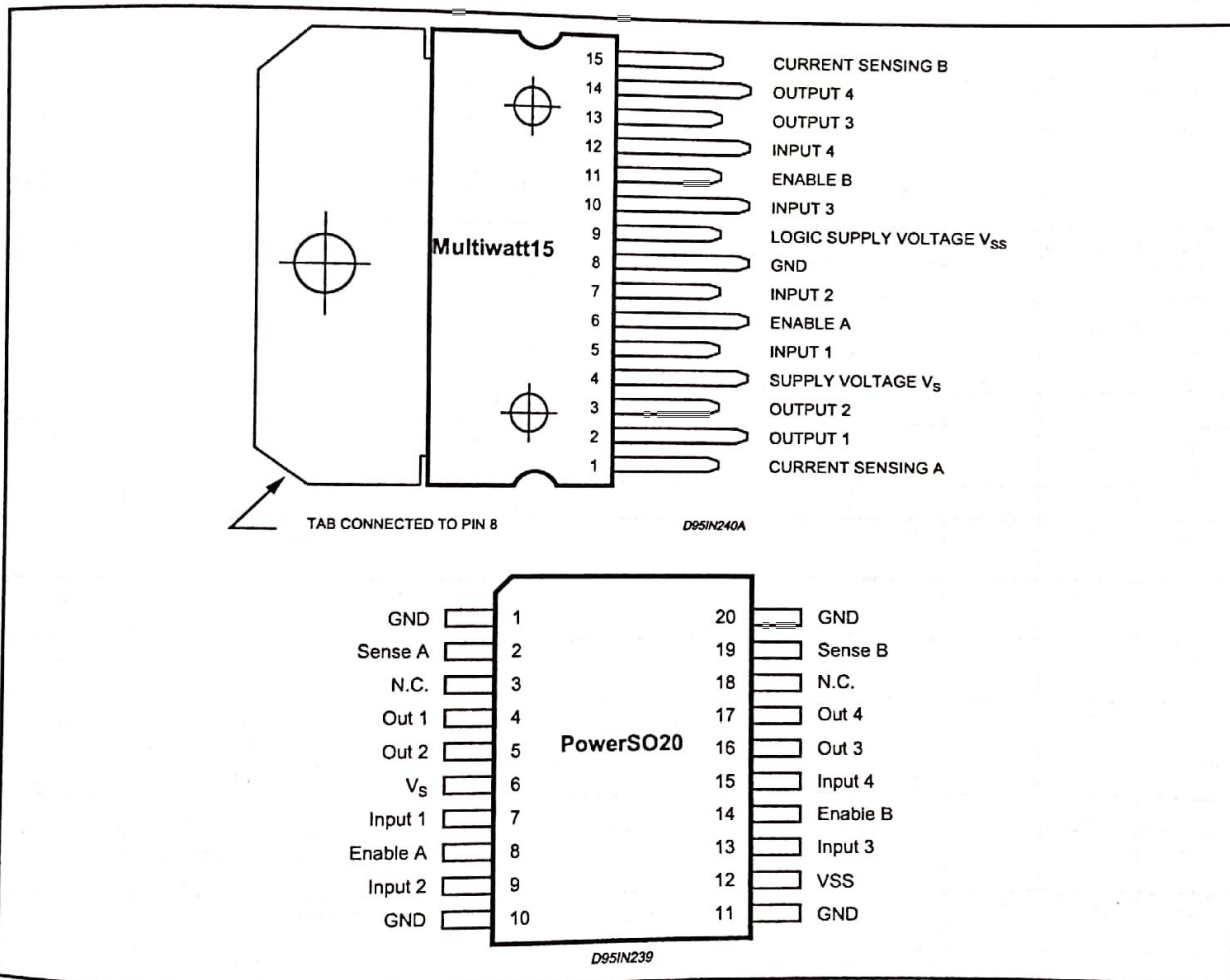 15 CURRENT SENSING B
14 OUTPUT 4
13 OUTPUT 3
12 INPUT 4
11 ENABLE B
10 INPUT 3
Multiwatt15
9 LOGIC SUPPLY VOLTAGE VSS
8 GND
7 INPUT 2
6 ENABLE A
5 INPUT 1
4 SUPPLY VOLTAGE VS
3 OUTPUT 2
2 OUTPUT 1
1 CURRENT SENSING A
TAB CONNECTED TO PIN 8
D95IN240A
GND 1 20 GND
Sense A 2 19 Sense B
N.C. 3 18 N.C.
Out 1 4 17 Out 4
PowerSO20
Out 2 5 16 Out 3
VS 6 15 Input 4
Input 1 7 14 Enable B
Enable A 8 13 Input 3
Input 2 9 12 VSS
GND 10 11 GND
D95IN239